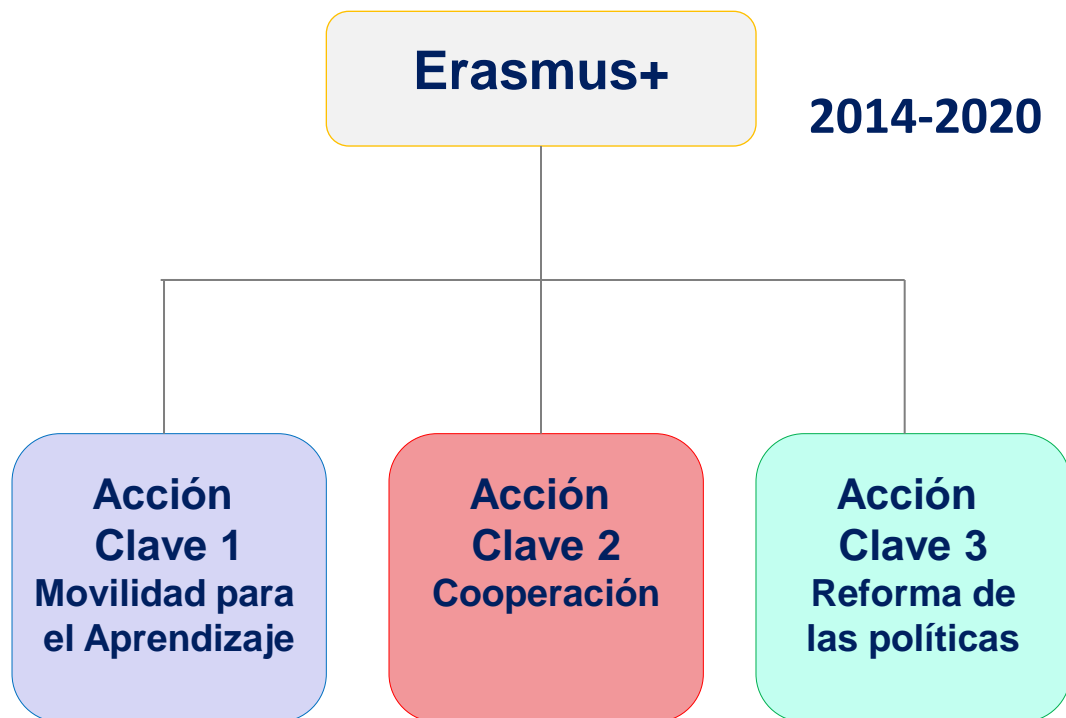 Erasmus+
2014-2020
Acción
Clave 1
Movilidad para
el Aprendizaje
Acción
Clave 2
Cooperación
Acción
Clave 3
Reforma de
las políticas